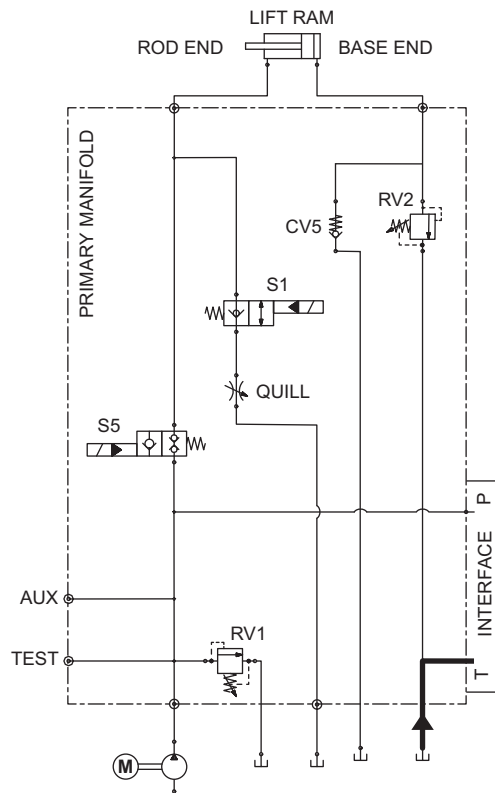 LIFT RAM
ROD END
BASE END
PRIMARY MANIFOLD
RV2
CV5
S1
QUILL
S5
P
INTERFACE
AUX
TEST
RV1
T
M